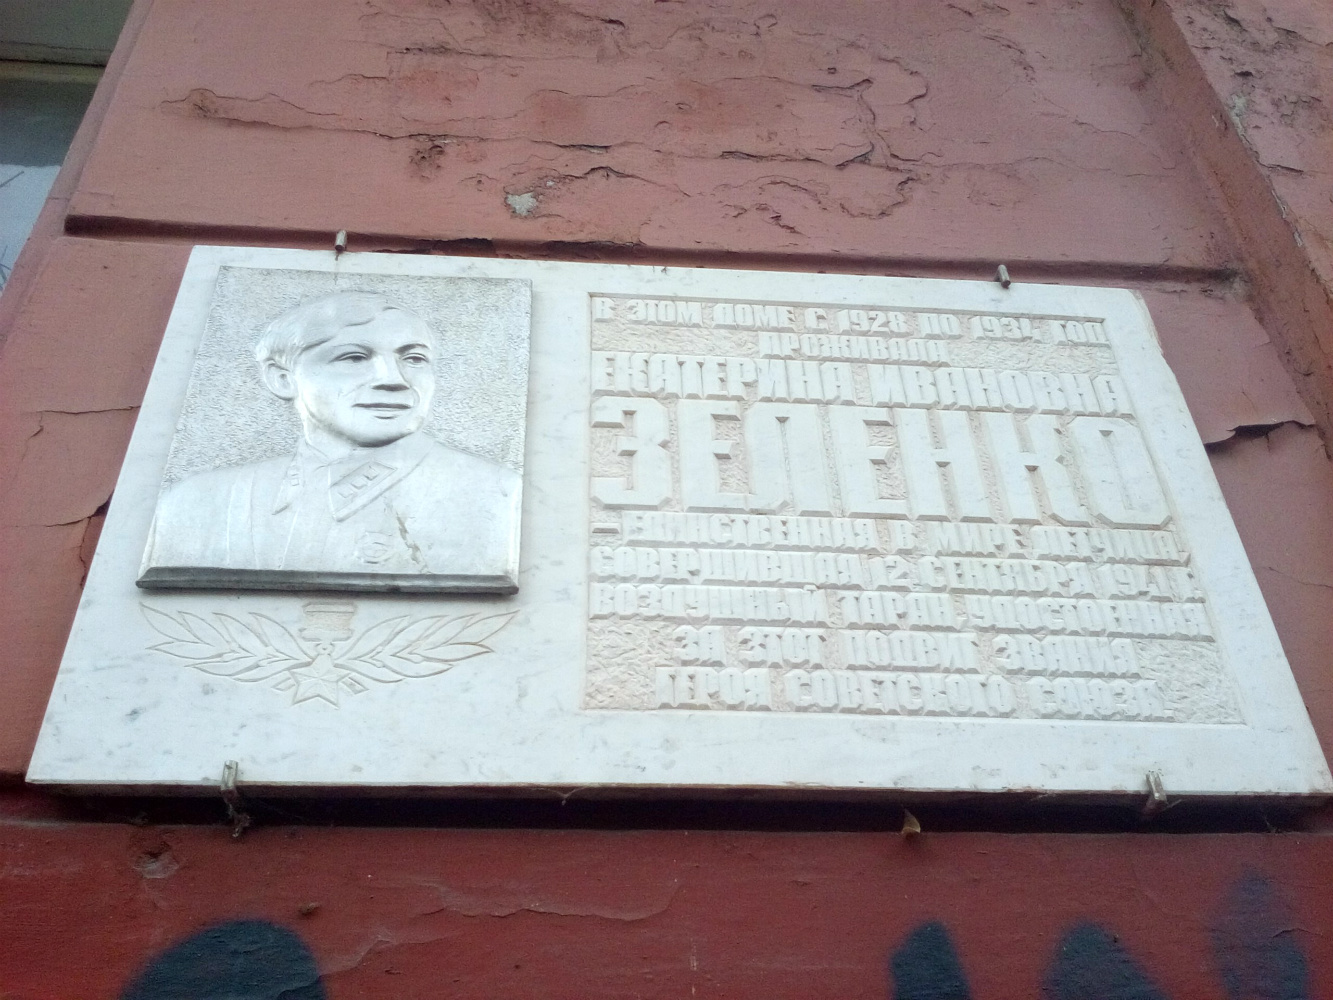 В ЭТОМ ДОМЕ С 1928 ДО 1934 ГОД
ПРОЖИВАЛА
ЕКАТЕРИНА ИВАНОВНА
ЗЕЛЕНКО
– ЕДИНСТВЕННАЯ В МИРЕ ЛЕТЧИЦА,
СОВЕРШИВШАЯ 12 СЕНТЯБРЯ 1941 Г.
ВОЗДУШНЫЙ ТАРАН, УДОСТОЕННАЯ
ЗА ЭТОТ ПОДВИГ ЗВАНИЯ
ГЕРОЯ СОВЕТСКОГО СОЮЗА.